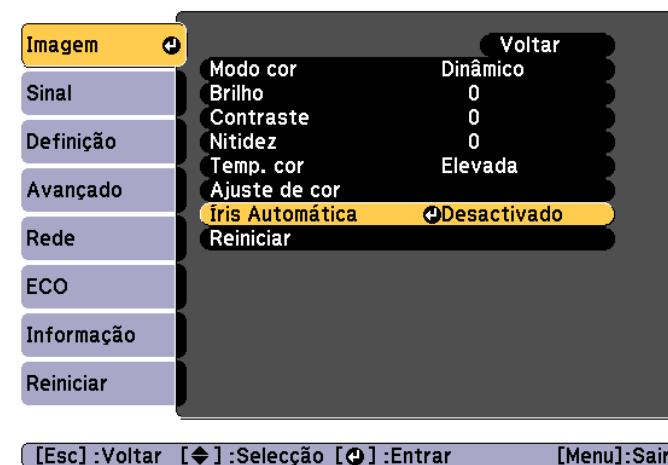 Imagem
Sinal
Definição
Avançado
Rede
ECO
Informação
Reiniciar
Voltar
Modo cor Dinâmico
Brilho 0
Contraste 0
Nitidez 0
Temp. cor Elevada
Ajuste de cor
Íris Automática Desactivado
Reiniciar
[Esc]:Voltar [◆]:Selecção [⏎]:Entrar [Menu]:Sair